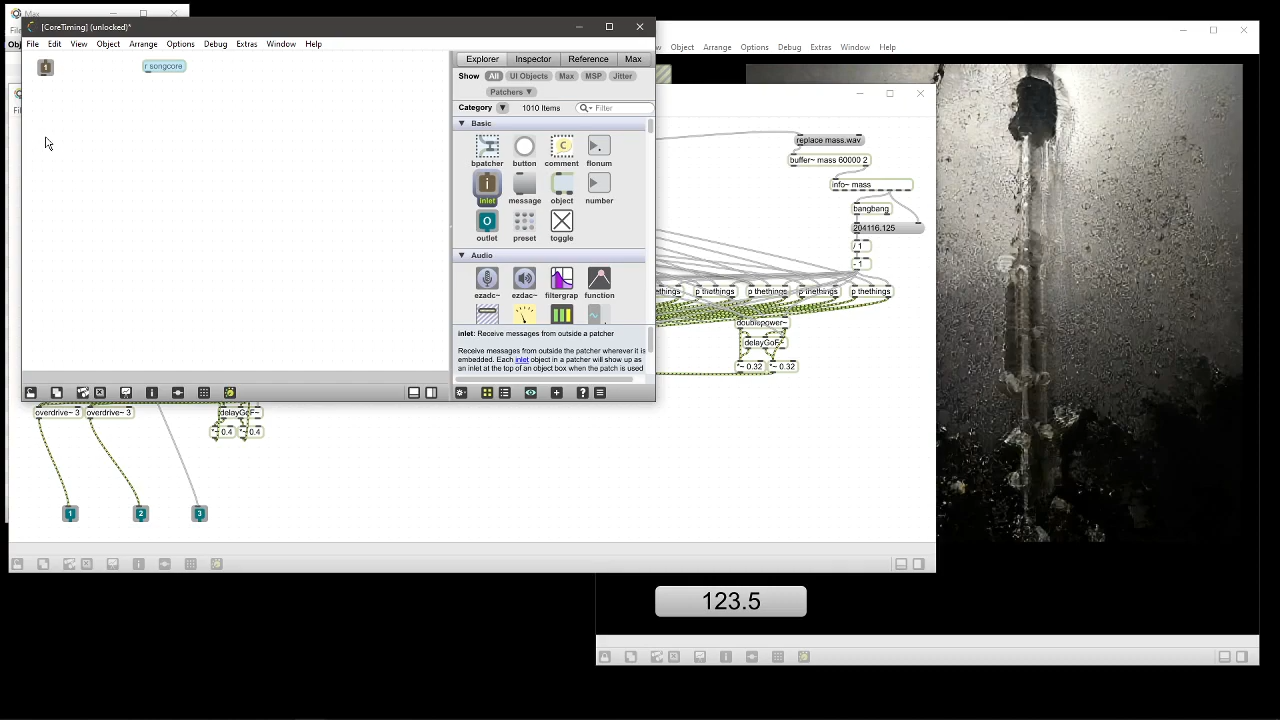 Max
[CoreTiming] (unlocked)*
File Edit View Object Arrange Options Debug Extras Window Help
Object Arrange Options Debug Extras Window Help
1
r songcore
Explorer Inspector Reference Max
Show All UI Objects Max MSP Jitter
Patchers ▼
Category ▼ 1010 Items Filter
Basic
bpatcher button comment flonum
inlet message object number
outlet preset toggle
Audio
ezadc~ ezdac~ filtergrap function
inlet: Receive messages from outside a patcher
Receive messages from outside the patcher wherever it is
embedded. Each inlet object in a patcher will show up as
an inlet at the top of an object box when the patch is used
replace mass.wav
buffer~ mass 60000 2
info~ mass
bangbang
204116.125
/ 1
- 1
p thethings p thethings p thethings p thethings
doublepower~
delayGoF~
*~ 0.32 *~ 0.32
overdrive~ 3 overdrive~ 3 delayGoF~
*~ 0.4 *~ 0.4
1 2 3
123.5